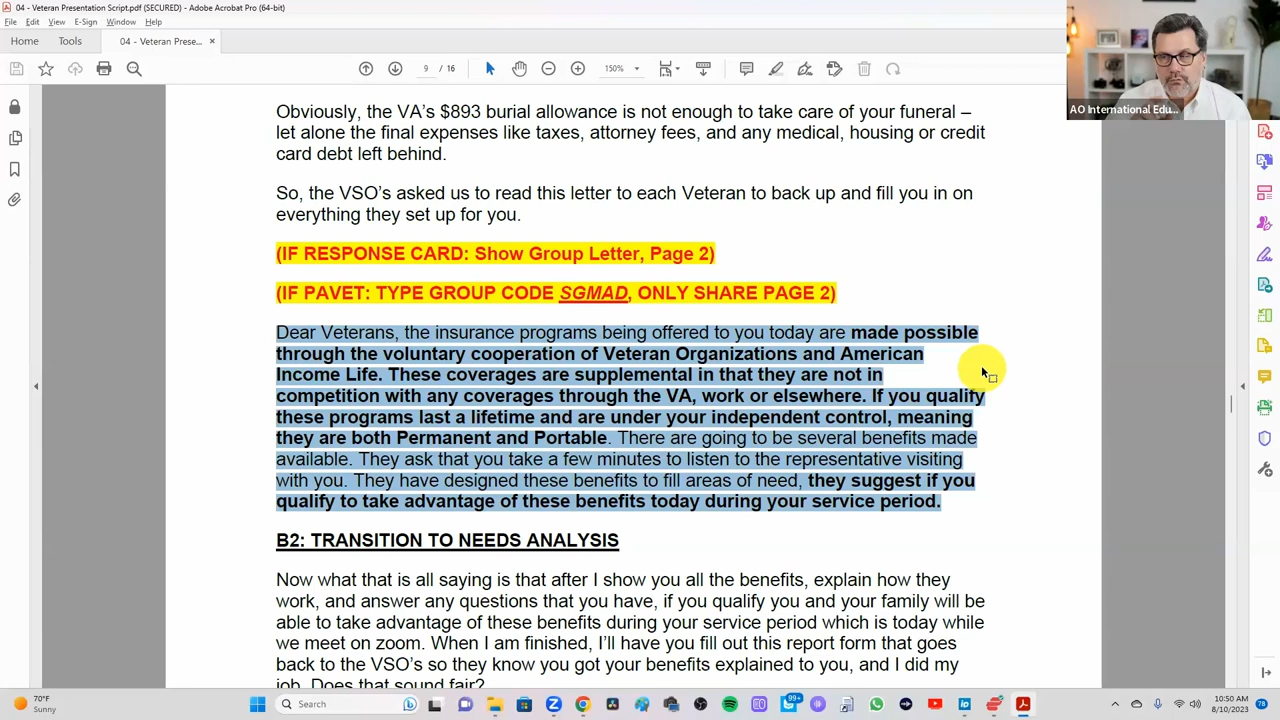 04 - Veteran Presentation Script.pdf (SECURED) - Adobe Acrobat Pro (64-bit)
File Edit View E-Sign Window Help
Home Tools 04 - Veteran Prese... ×
9 / 16 150%
AO International Edu...
Obviously, the VA's $893 burial allowance is not enough to take care of your funeral –
let alone the final expenses like taxes, attorney fees, and any medical, housing or credit
card debt left behind.
So, the VSO's asked us to read this letter to each Veteran to back up and fill you in on
everything they set up for you.
(IF RESPONSE CARD: Show Group Letter, Page 2)
(IF PAVET: TYPE GROUP CODE SGMAD, ONLY SHARE PAGE 2)
Dear Veterans, the insurance programs being offered to you today are made possible
through the voluntary cooperation of Veteran Organizations and American
Income Life. These coverages are supplemental in that they are not in
competition with any coverages through the VA, work or elsewhere. If you qualify
these programs last a lifetime and are under your independent control, meaning
they are both Permanent and Portable. There are going to be several benefits made
available. They ask that you take a few minutes to listen to the representative visiting
with you. They have designed these benefits to fill areas of need, they suggest if you
qualify to take advantage of these benefits today during your service period.
B2: TRANSITION TO NEEDS ANALYSIS
Now what that is all saying is that after I show you all the benefits, explain how they
work, and answer any questions that you have, if you qualify you and your family will be
able to take advantage of these benefits during your service period which is today while
we meet on zoom. When I am finished, I'll have you fill out this report form that goes
back to the VSO's so they know you got your benefits explained to you, and I did my
job. Does that sound fair?
70°F
Sunny
Search
99+
10:50 AM
8/10/2023
78